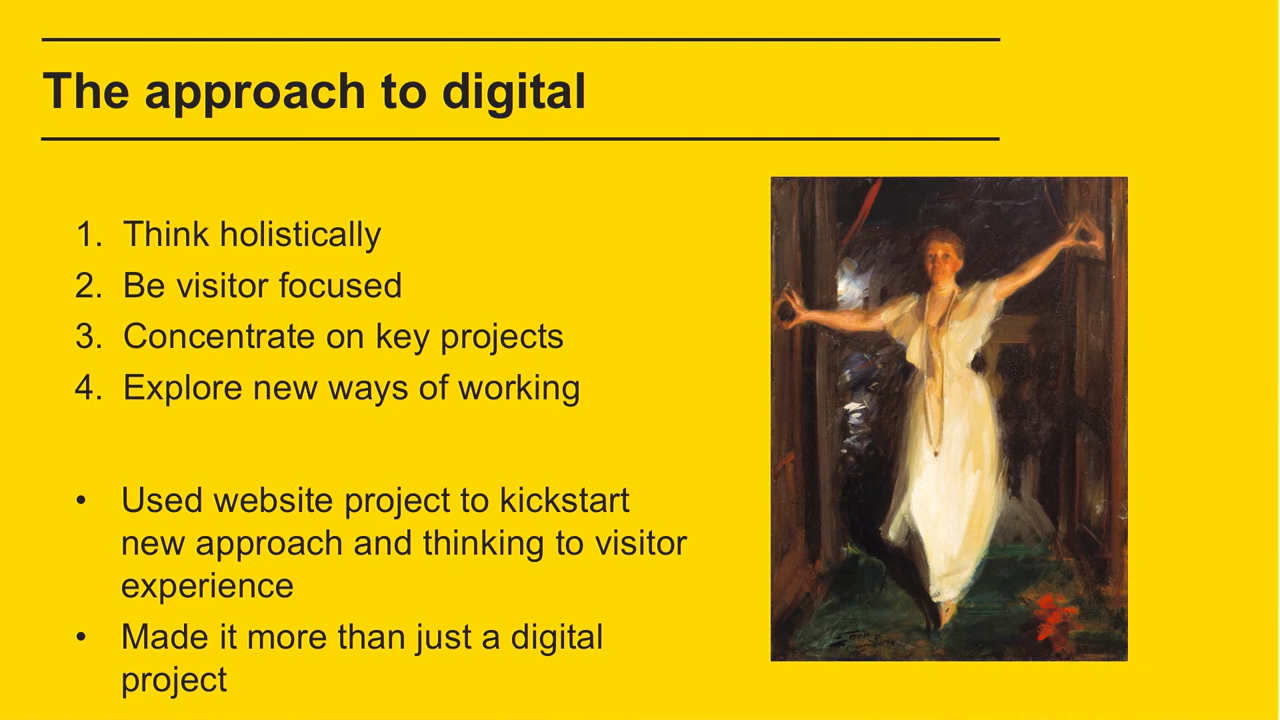 The approach to digital
1. Think holistically
2. Be visitor focused
3. Concentrate on key projects
4. Explore new ways of working
• Used website project to kickstart
new approach and thinking to visitor
experience
• Made it more than just a digital
project